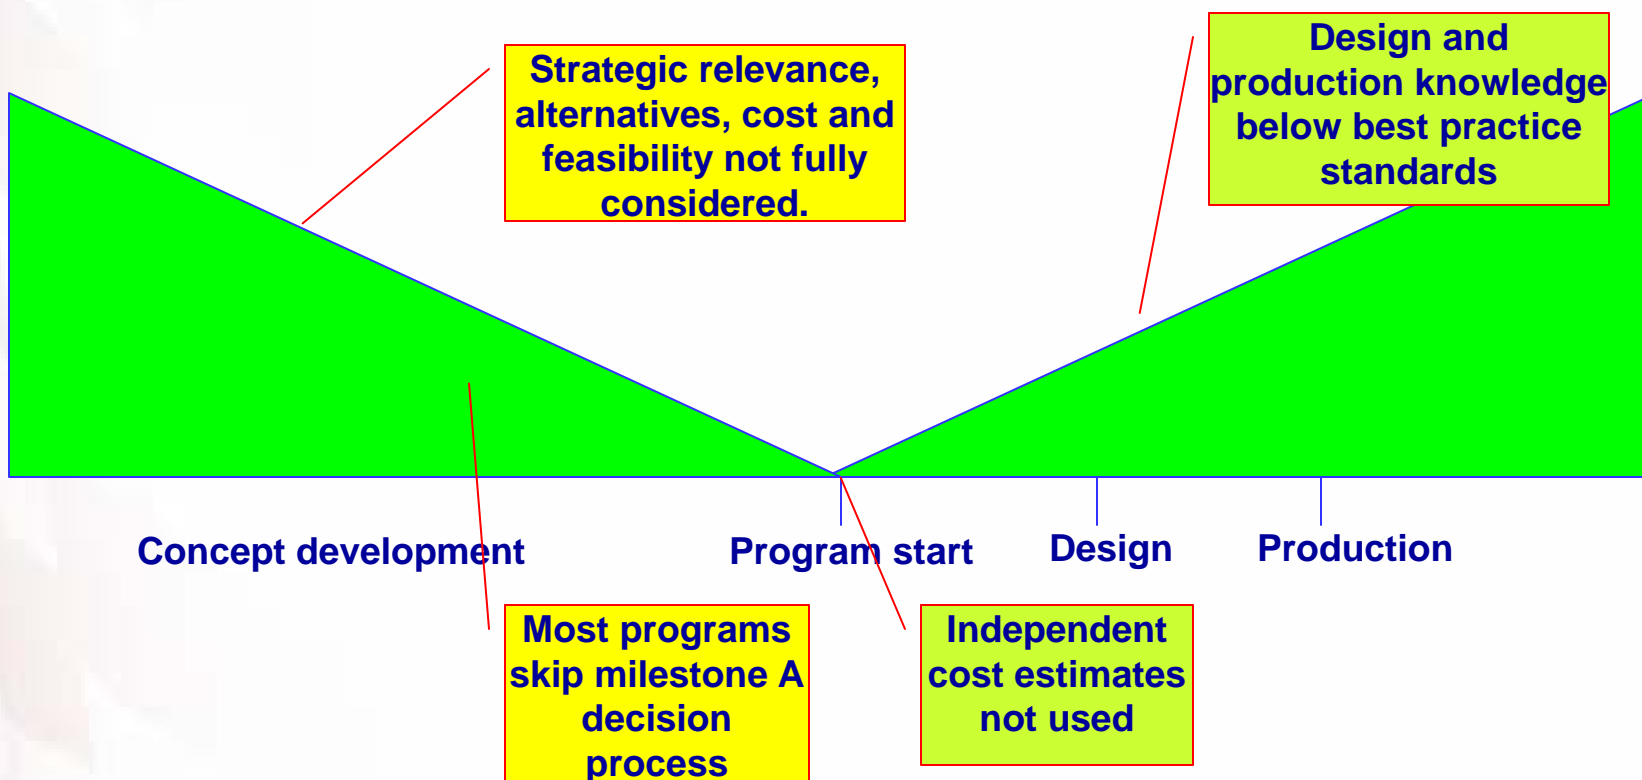 Strategic relevance,
alternatives, cost and
feasibility not fully
considered.
Design and
production knowledge
below best practice
standards
Concept development
Program start
Design
Production
Most programs
skip milestone A
decision
process
Independent
cost estimates
not used